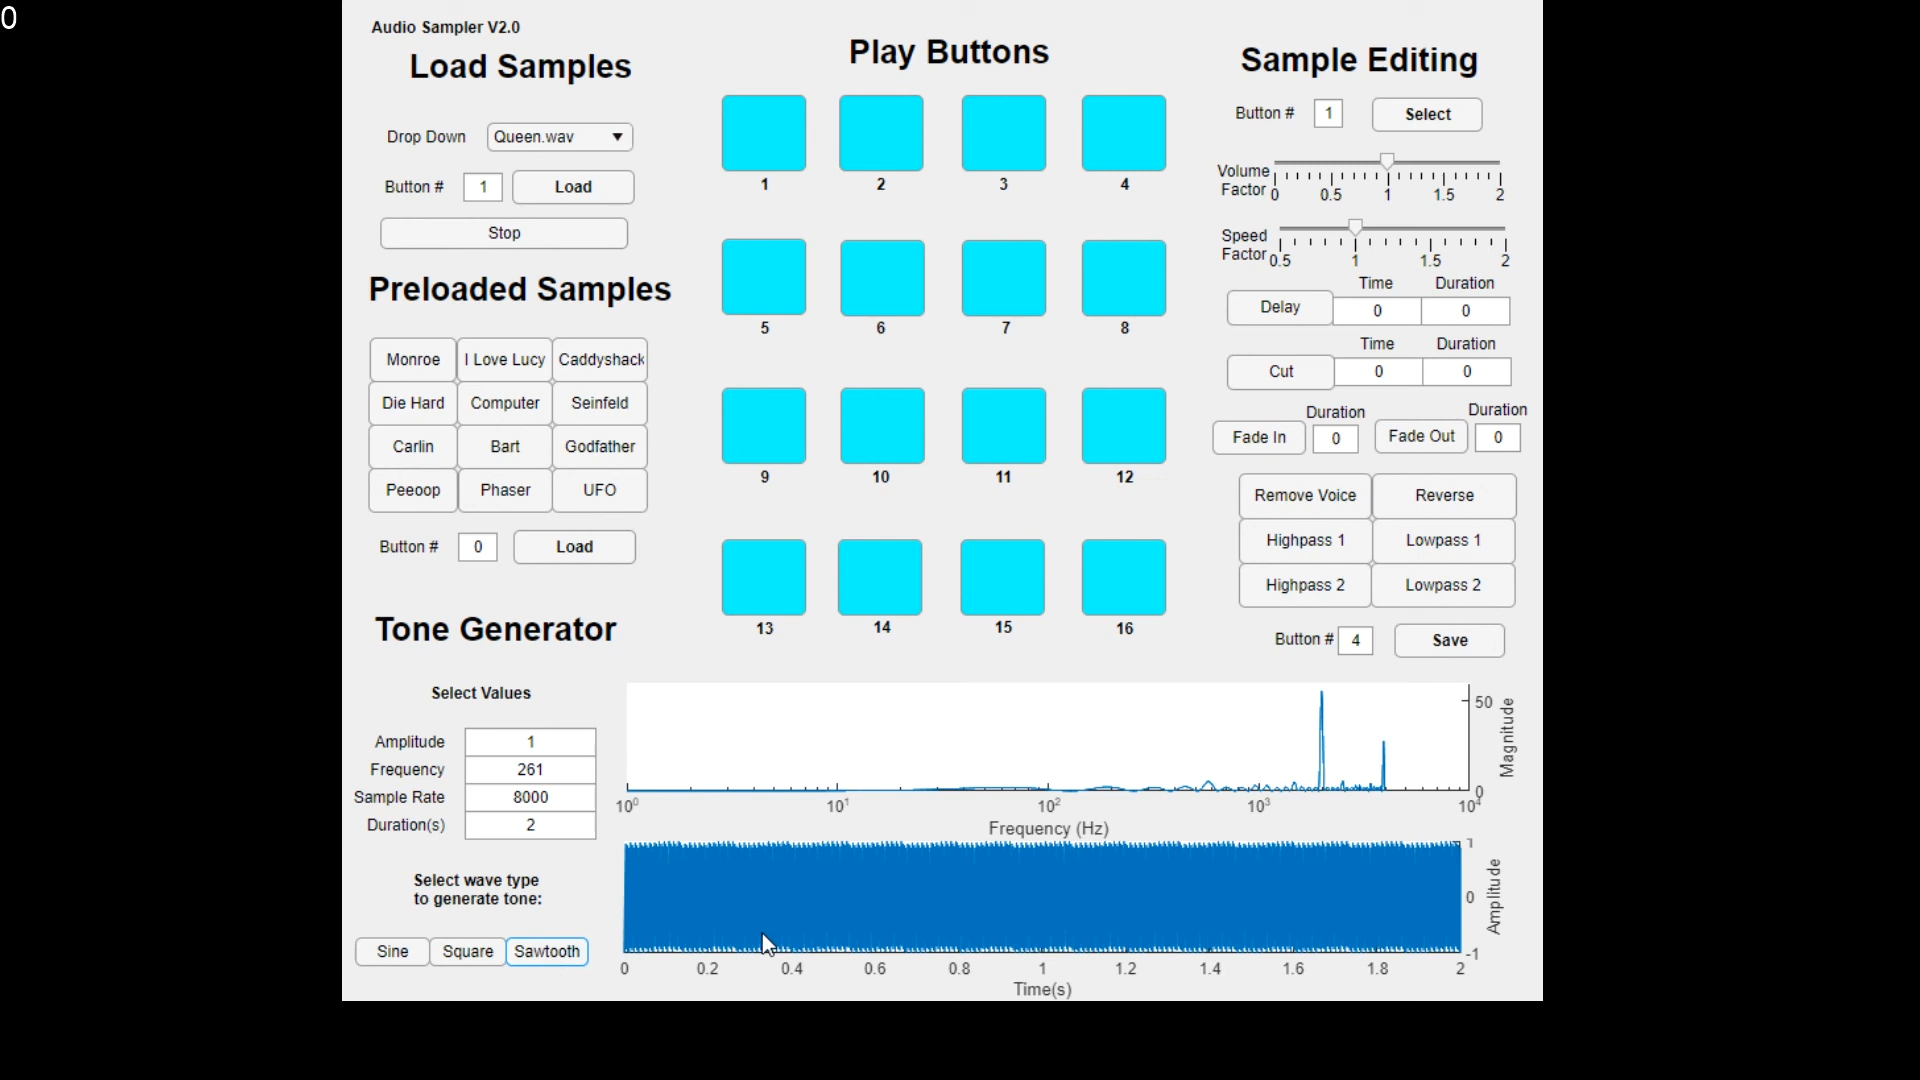 0
Audio Sampler V2.0
Load Samples
Drop Down Queen.wav
Button # 1 Load
Stop
Preloaded Samples
Monroe I Love Lucy Caddyshack
Die Hard Computer Seinfeld
Carlin Bart Godfather
Peeoop Phaser UFO
Button # 0 Load
Tone Generator
Select Values
Amplitude 1
Frequency 261
Sample Rate 8000
Duration(s) 2
Select wave type
to generate tone:
Sine Square Sawtooth
Play Buttons
1 2 3 4
5 6 7 8
9 10 11 12
13 14 15 16
Sample Editing
Button # 1 Select
Volume
Factor
0 0.5 1 1.5 2
Speed
Factor
0.5 1 1.5 2
Time Duration
Delay 0 0
Time Duration
Cut 0 0
Duration Duration
Fade In 0 Fade Out 0
Remove Voice Reverse
Highpass 1 Lowpass 1
Highpass 2 Lowpass 2
Button # 4 Save
50
0
Magnitude
10⁰ 10¹ 10² 10³ 10⁴
Frequency (Hz)
1
0
-1
Amplitude
0 0.2 0.4 0.6 0.8 1 1.2 1.4 1.6 1.8 2
Time(s)